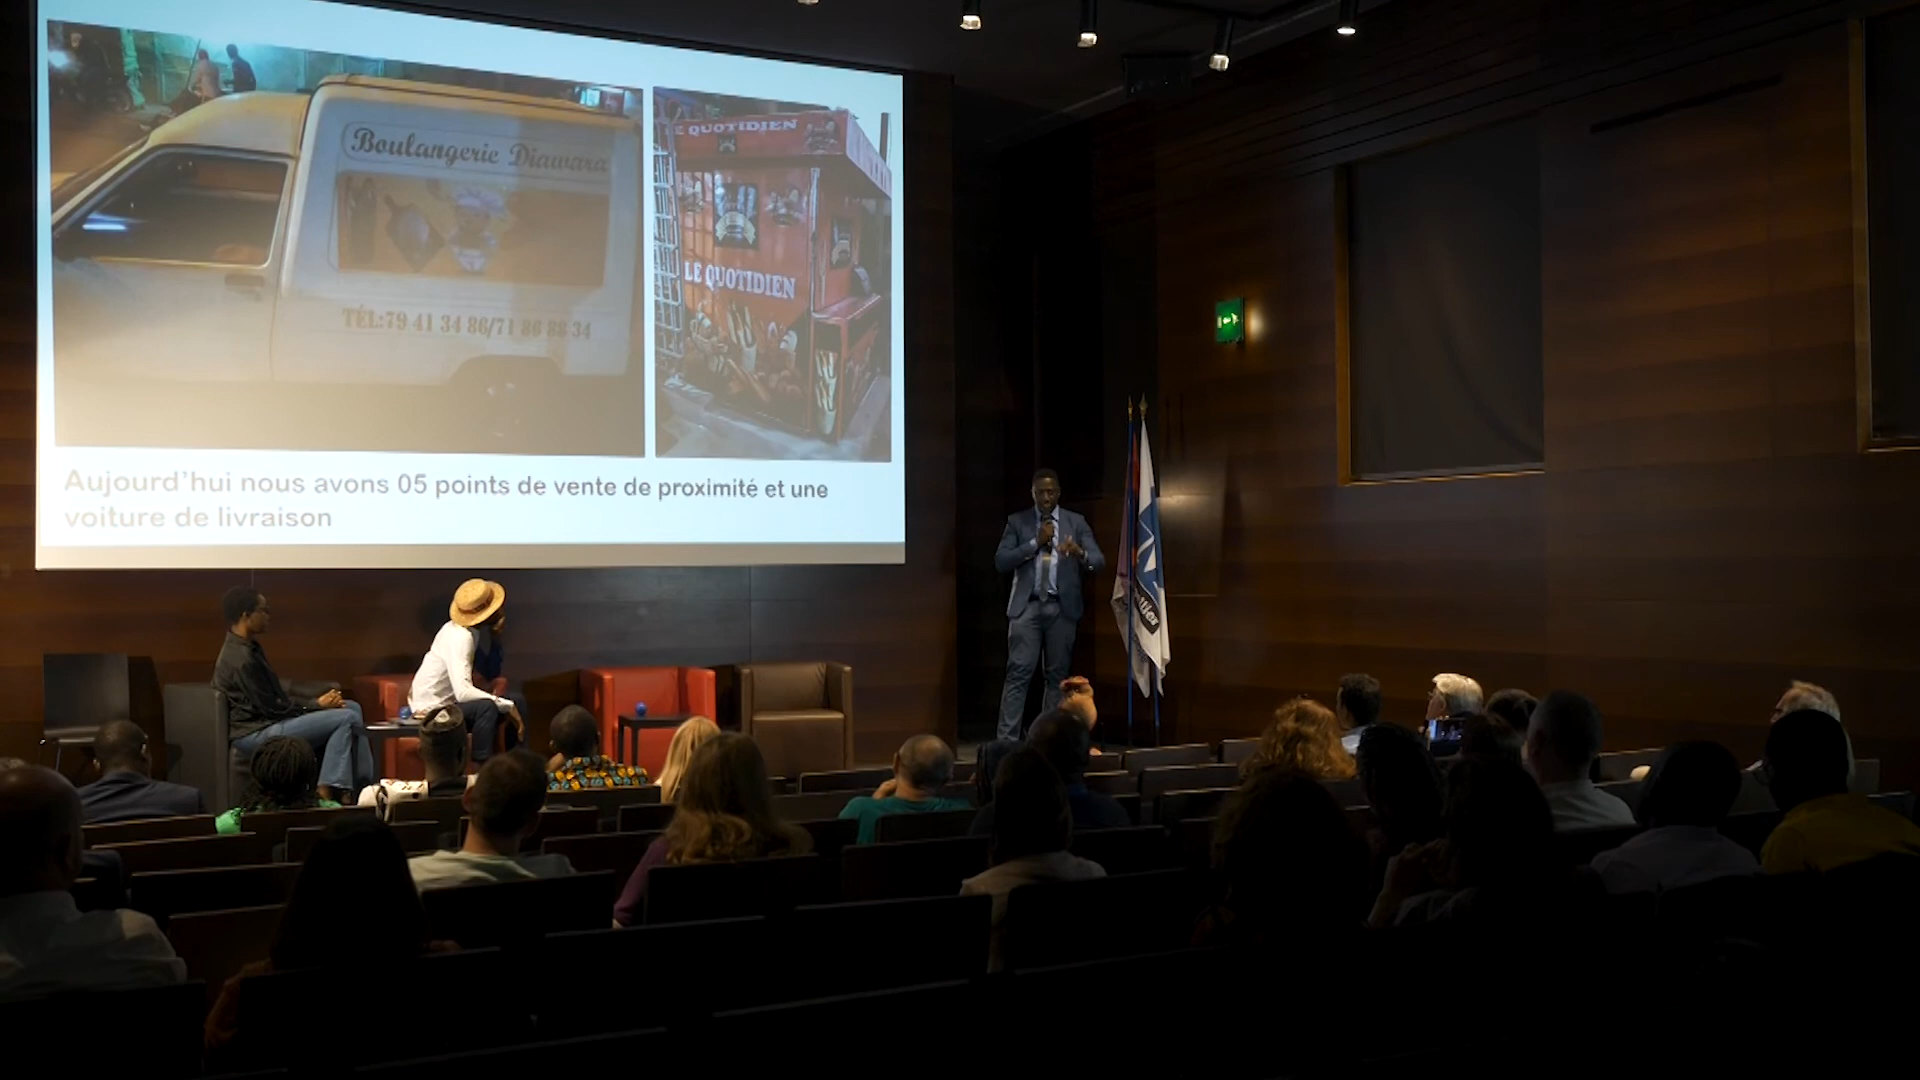 Boulangerie Diawara
TÉL:79 41 34 86/71 86 88 34
LE QUOTIDIEN
LE QUOTIDIEN
Aujourd'hui nous avons 05 points de vente de proximité et une
voiture de livraison